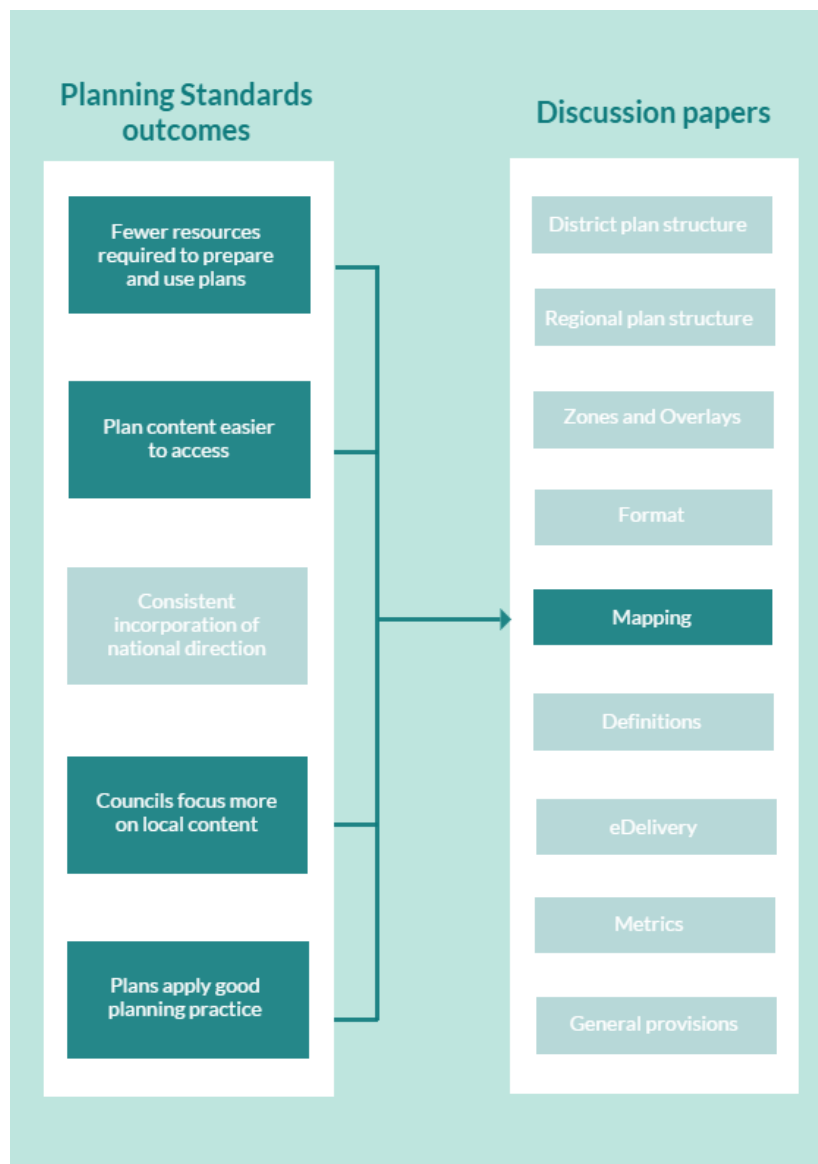 Planning Standards
outcomes
Fewer resources
required to prepare
and use plans
Plan content easier
to access
Consistent
incorporation of
national direction
Councils focus more
on local content
Plans apply good
planning practice
Discussion papers
District plan structure
Regional plan structure
Zones and Overlays
Format
Mapping
Definitions
eDelivery
Metrics
General provisions